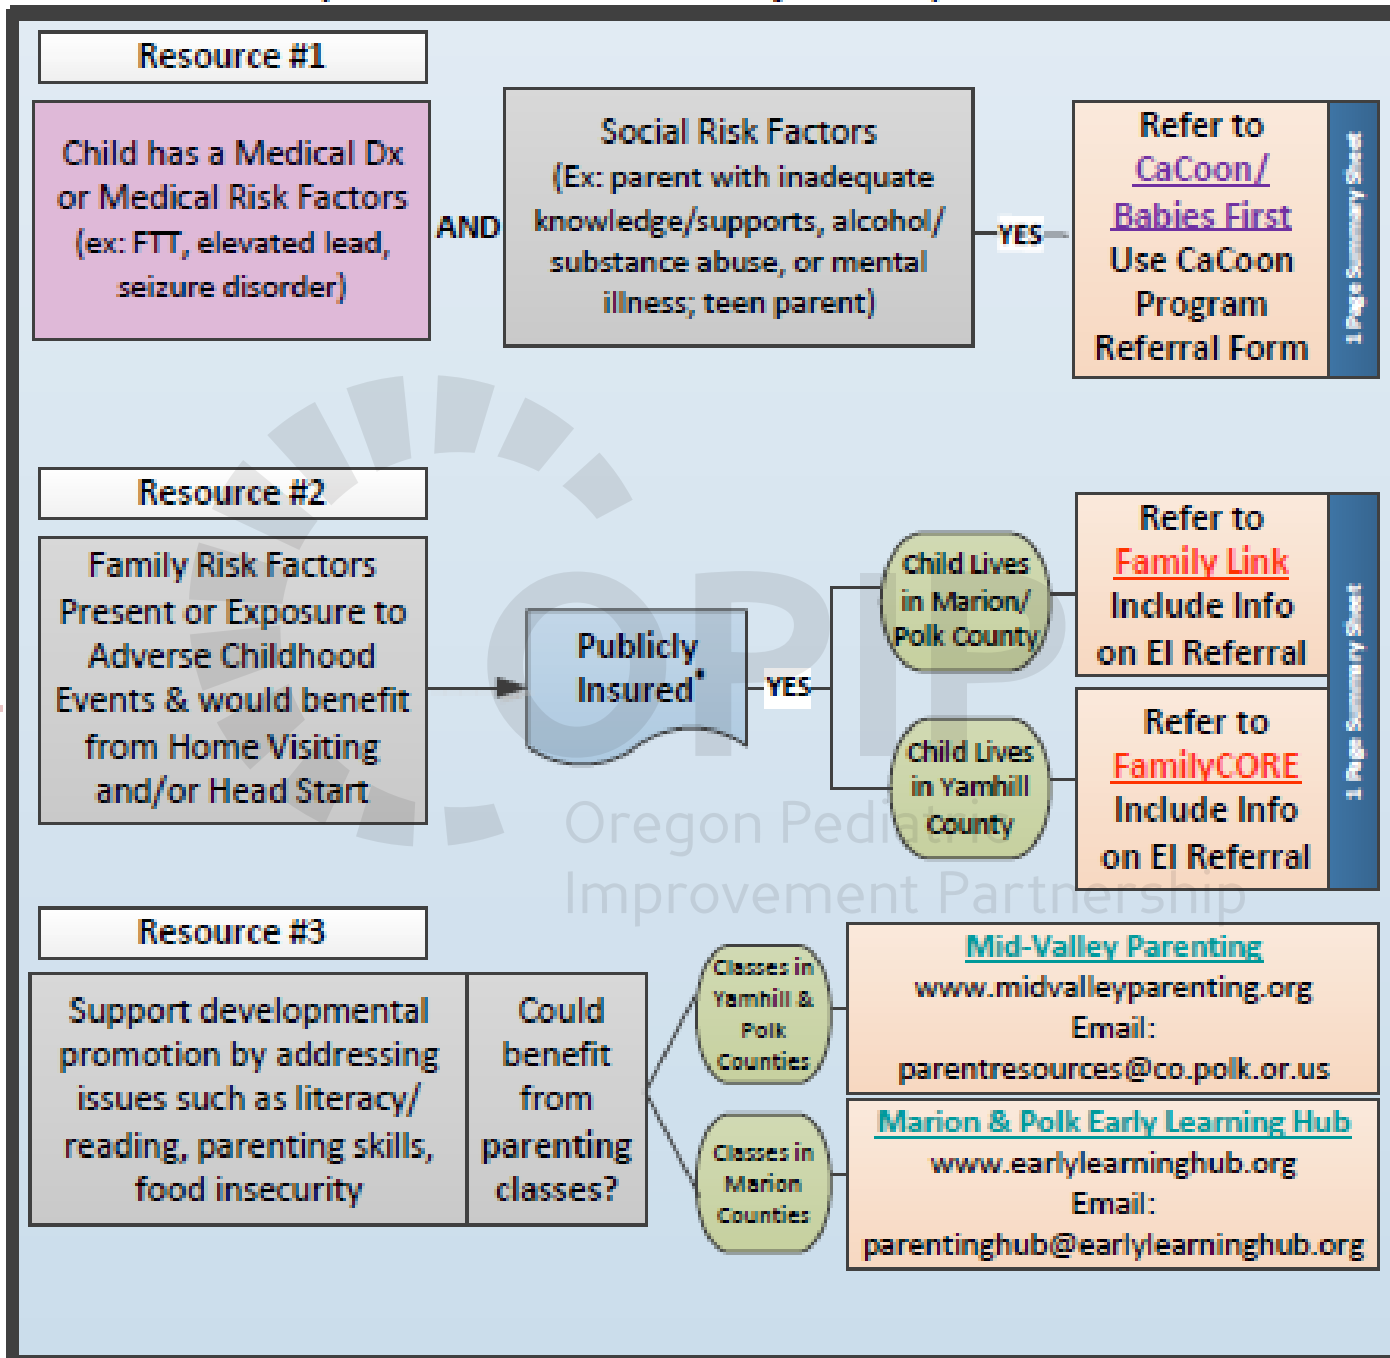 Resource #1
Child has a Medical Dx
or Medical Risk Factors
(ex: FTT, elevated lead,
seizure disorder)
AND
Social Risk Factors
(Ex: parent with inadequate
knowledge/supports, alcohol/
substance abuse, or mental
illness; teen parent)
YES
Refer to
CaCoon/
Babies First
Use CaCoon
Program
Referral Form
1 Page Summary Sheet
Resource #2
Family Risk Factors
Present or Exposure to
Adverse Childhood
Events & would benefit
from Home Visiting
and/or Head Start
Publicly
Insured*
YES
Child Lives
in Marion/
Polk County
Refer to
Family Link
Include Info
on EI Referral
Child Lives
in Yamhill
County
Refer to
FamilyCORE
Include Info
on EI Referral
1 Page Summary Sheet
OPIP
Oregon Pediatric
Improvement Partnership
Resource #3
Support developmental
promotion by addressing
issues such as literacy/
reading, parenting skills,
food insecurity
Could
benefit
from
parenting
classes?
Classes in
Yamhill &
Polk
Counties
Mid-Valley Parenting
www.midvalleyparenting.org
Email:
parentresources@co.polk.or.us
Classes in
Marion
Counties
Marion & Polk Early Learning Hub
www.earlylearninghub.org
Email:
parentinghub@earlylearninghub.org